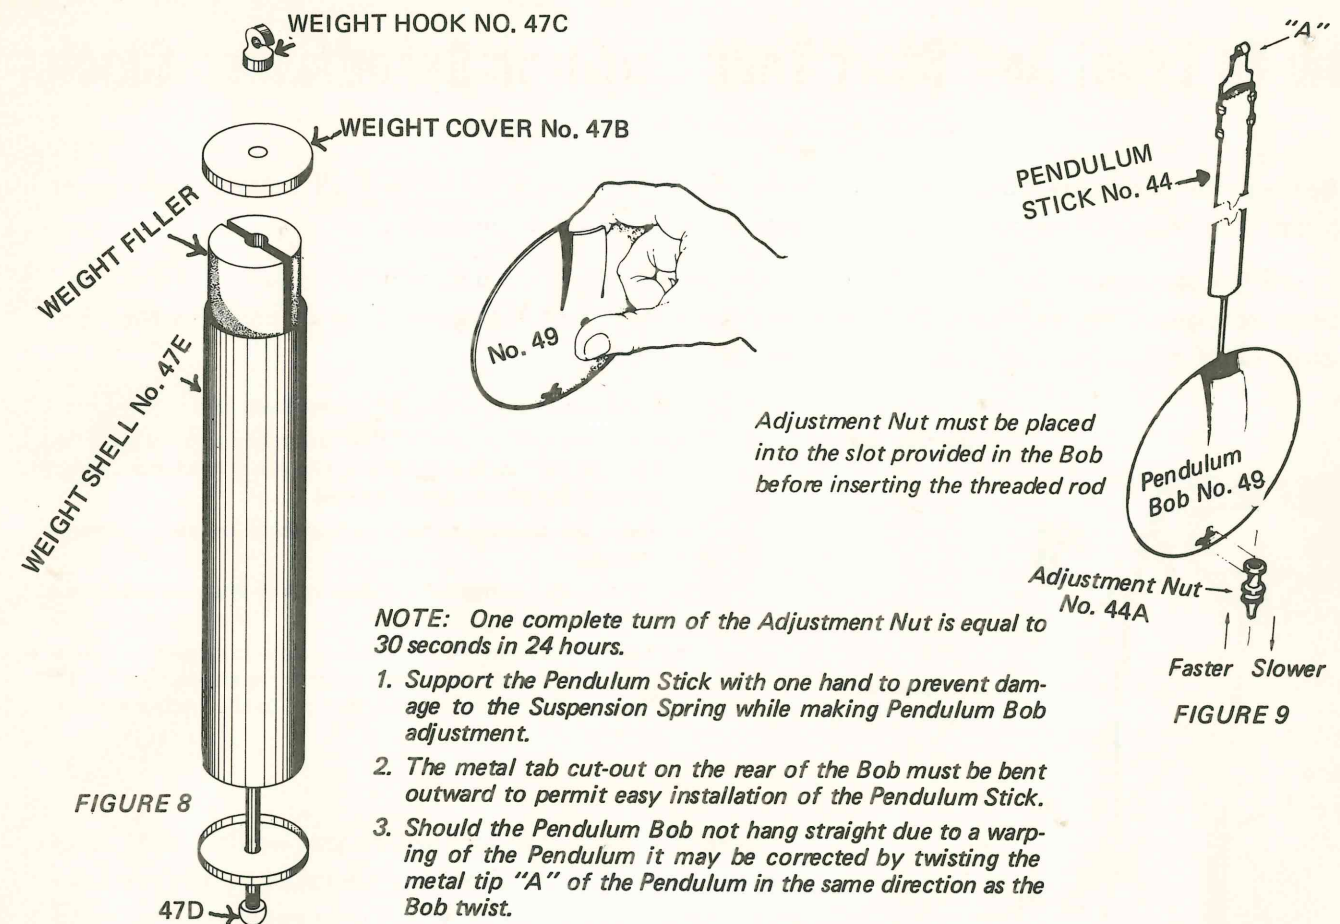 WEIGHT HOOK NO. 47C
WEIGHT COVER No. 47B
WEIGHT FILLER
WEIGHT SHELL No. 47E
FIGURE 8
47D
No. 49
"A"
PENDULUM
STICK No. 44
Adjustment Nut must be placed
into the slot provided in the Bob
before inserting the threaded rod
Pendulum
Bob No. 49
Adjustment Nut
No. 44A
Faster Slower
FIGURE 9
NOTE: One complete turn of the Adjustment Nut is equal to
30 seconds in 24 hours.
1. Support the Pendulum Stick with one hand to prevent dam-
age to the Suspension Spring while making Pendulum Bob
adjustment.
2. The metal tab cut-out on the rear of the Bob must be bent
outward to permit easy installation of the Pendulum Stick.
3. Should the Pendulum Bob not hang straight due to a warp-
ing of the Pendulum it may be corrected by twisting the
metal tip "A" of the Pendulum in the same direction as the
Bob twist.